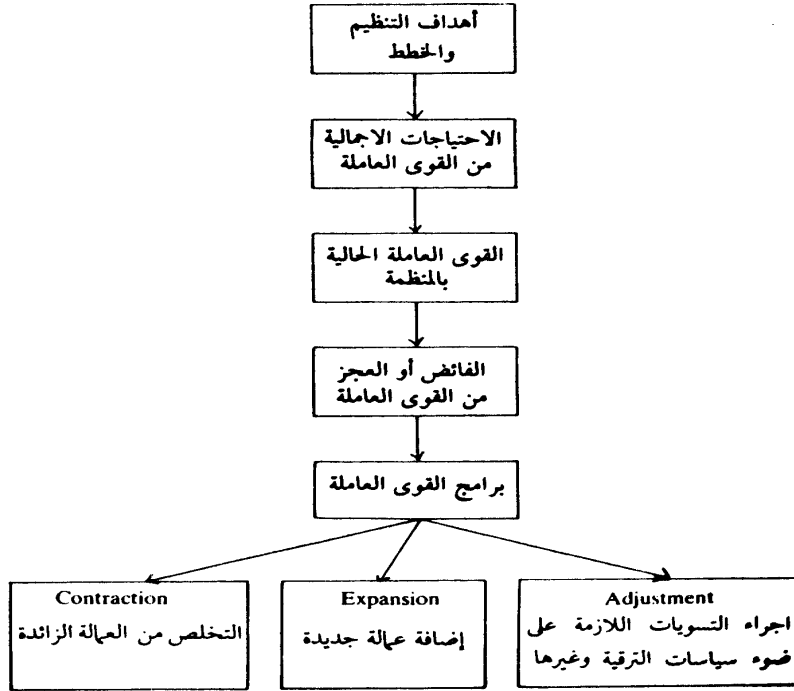 أهداف التنظيم
والخطط
الاحتياجات الاجمالية
من القوى العاملة
القوى العاملة الحالية
بالمنظمة
الفائض أو العجز
من القوى العاملة
برامج القوى العاملة
Adjustment
اجراء التسويات اللازمة على
ضوء سياسات الترقية وغيرها
Expansion
إضافة عمالة جديدة
Contraction
التخلص من العمالة الزائدة